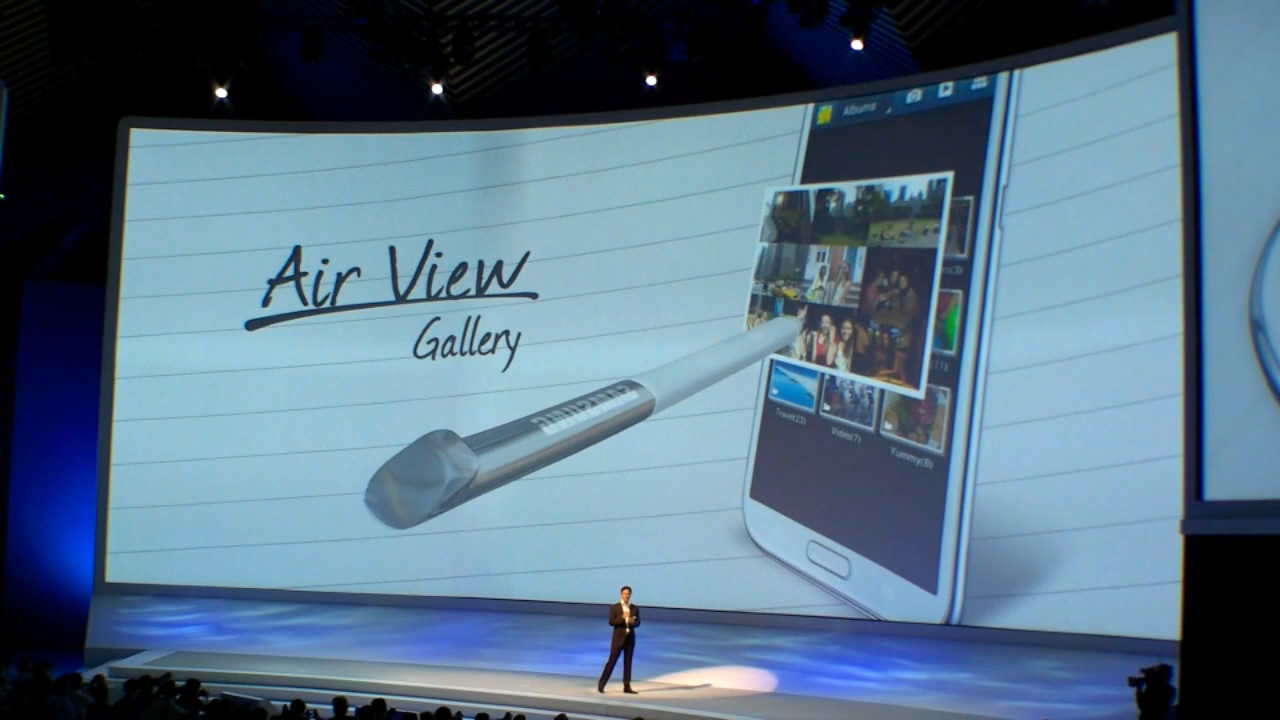 Albums
Air View
Gallery
SAMSUNG
Travel(23)
Video(7)
Yummy(8)